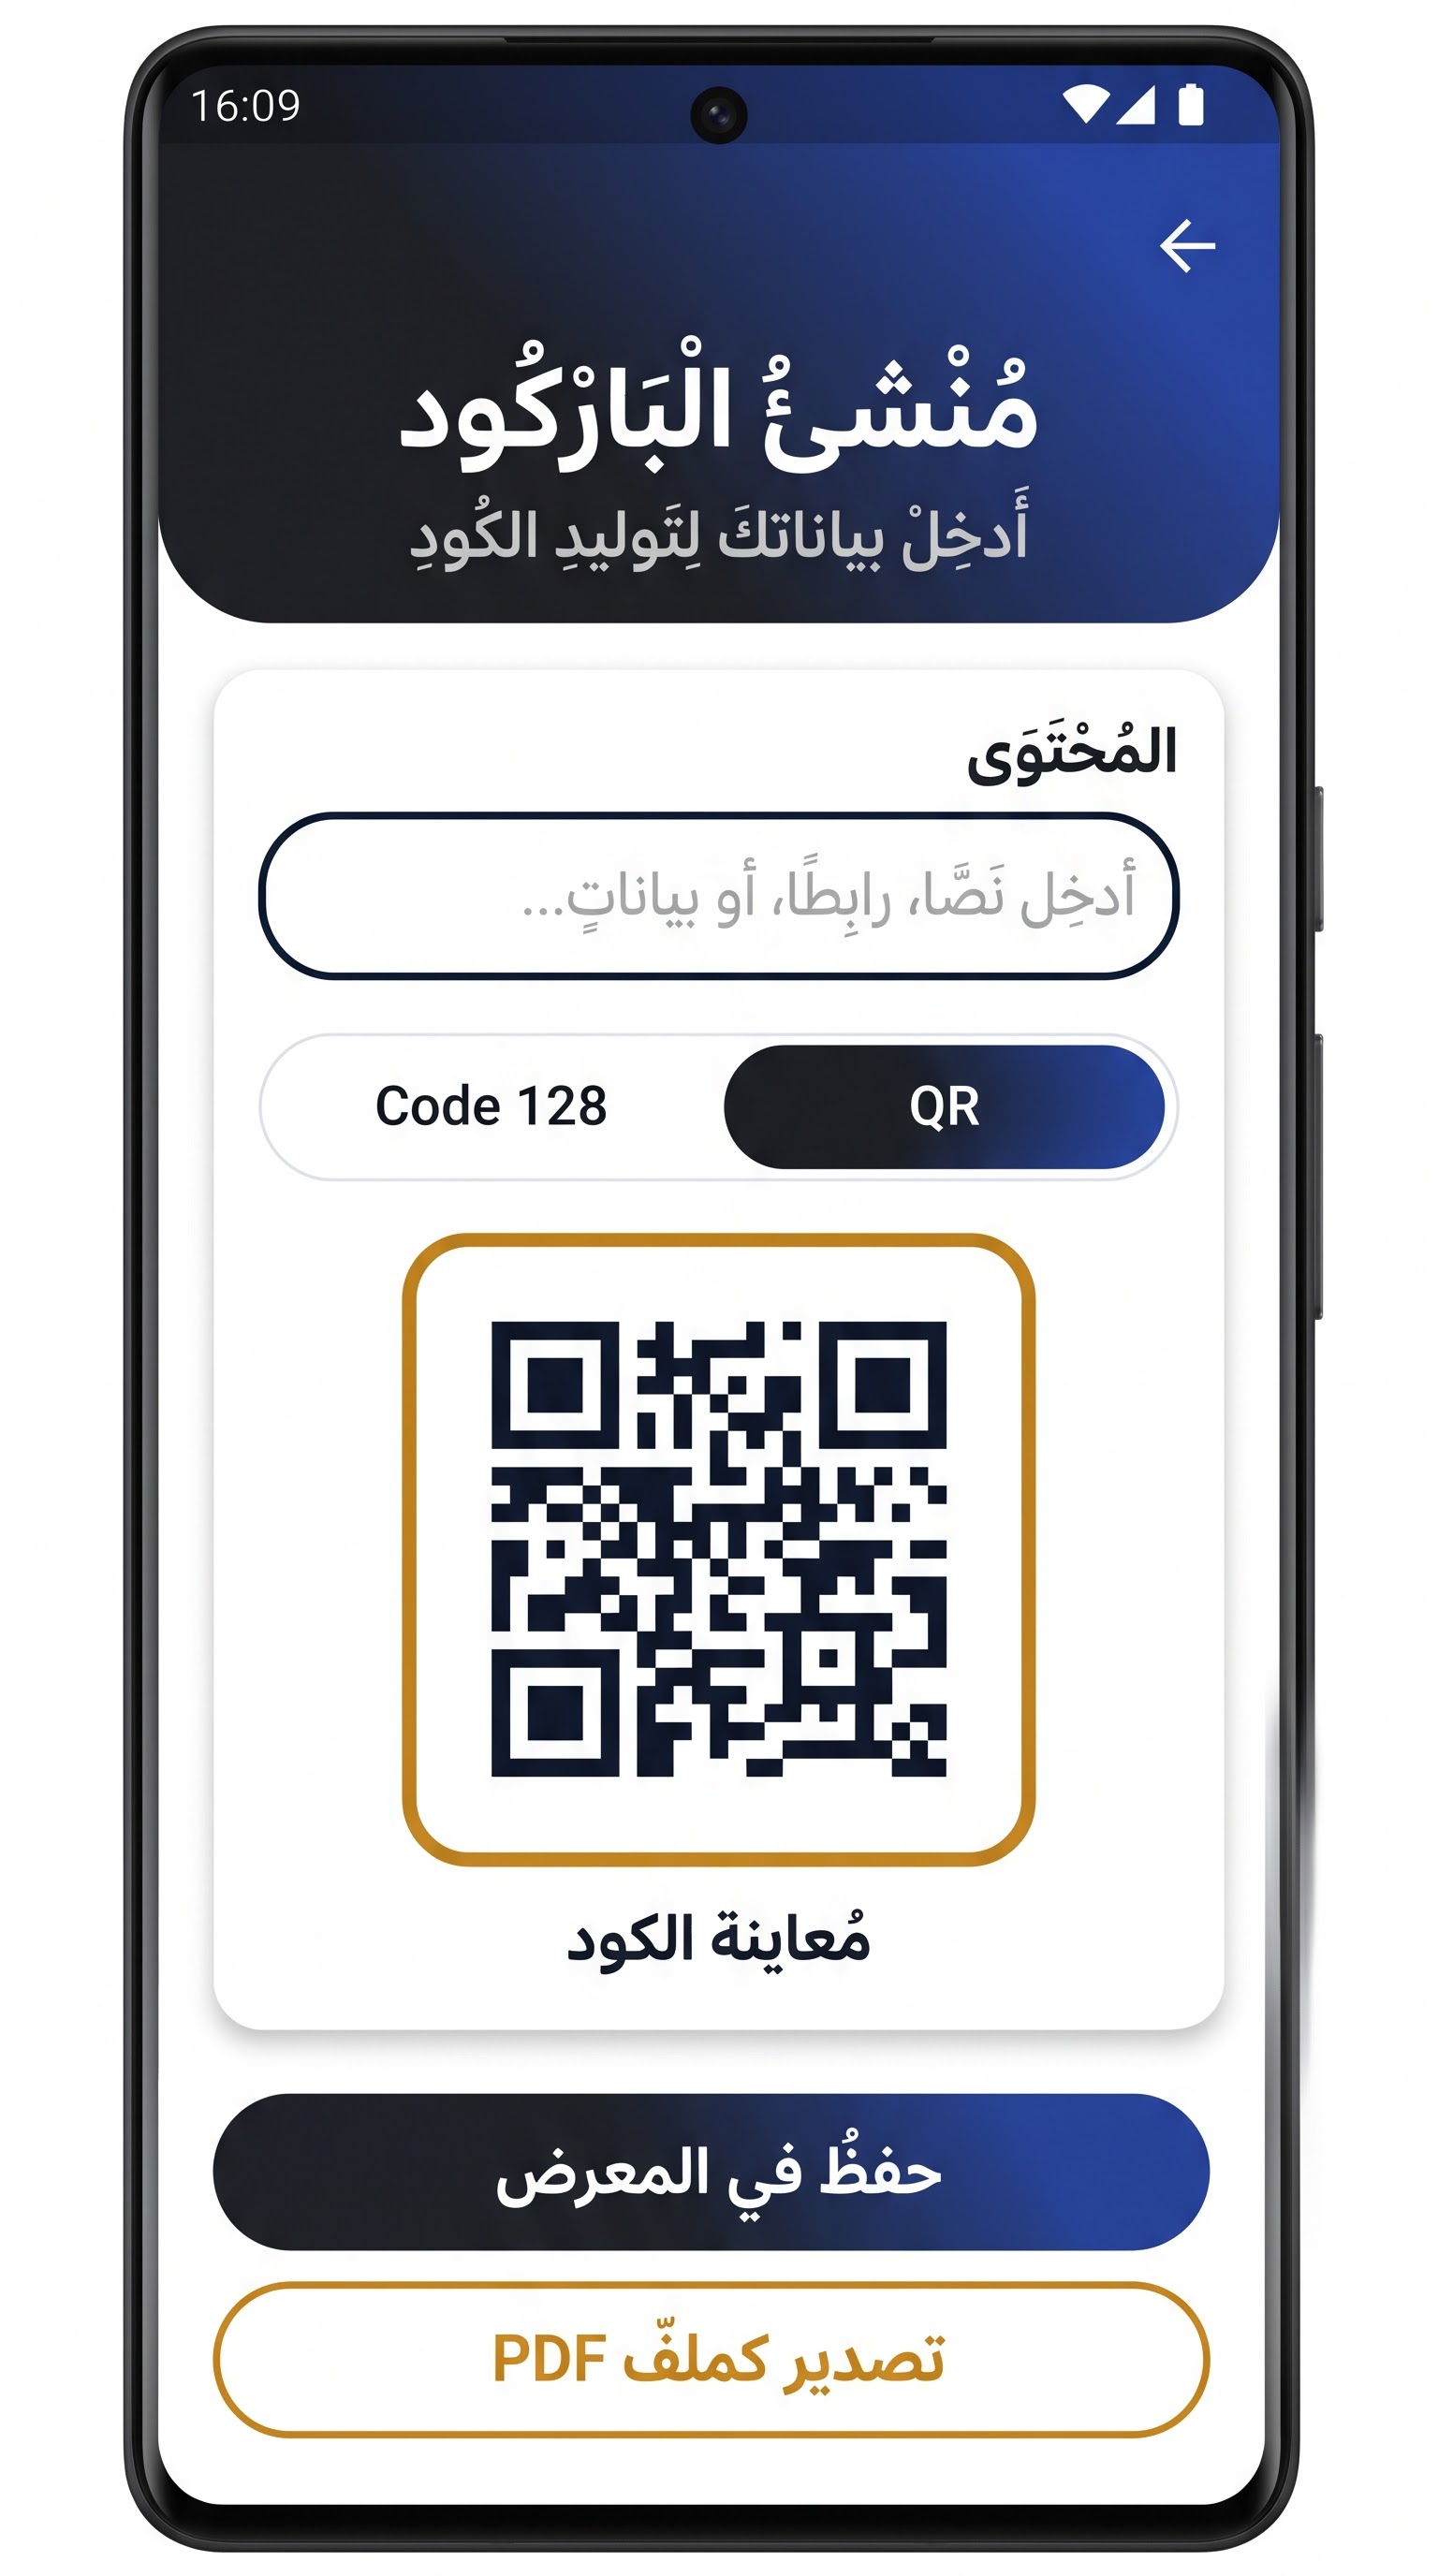 16:09
مُنْشئُ الْبَارْكُود
أَدخِلْ بياناتكَ لِتَوليدِ الكُودِ
المُحْتَوَى
أدخِل نَصَّا، رابِطًا، أو بياناتٍ...
QR Code 128
مُعاينة الكود
حفظُ في المعرض
تصدير كملفّ PDF